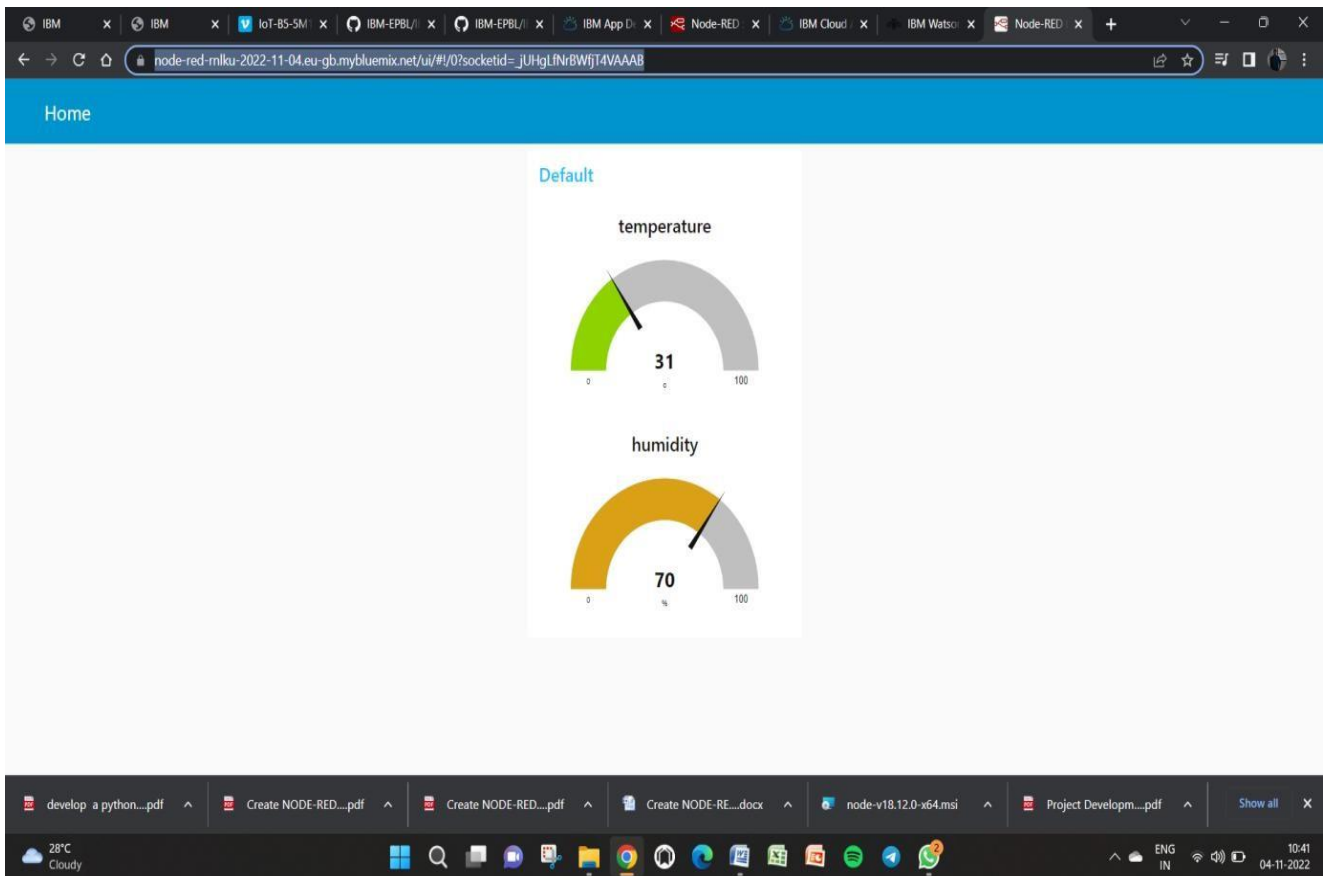 IBM
IBM
IoT-B5-5M1
IBM-EPBL/I
IBM-EPBL/I
IBM App De
Node-RED
IBM Cloud /
IBM Watso
Node-RED
node-red-rnlku-2022-11-04.eu-gb.mybluemix.net/ui/#!/0?socketid=_jUHgLfNrBWfjT4VAAAB
Home
Default
temperature
31
0 c 100
humidity
70
0 % 100
develop a python....pdf
Create NODE-RED....pdf
Create NODE-RED....pdf
Create NODE-RE....docx
node-v18.12.0-x64.msi
Project Developm....pdf
Show all
28°C
Cloudy
2
ENG
IN
10:41
04-11-2022